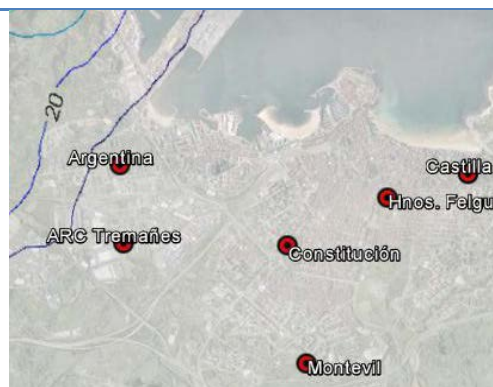 20
Argentina
Castilla
Hnos. Felgu
ARC Tremañes
Constitución
Montevil